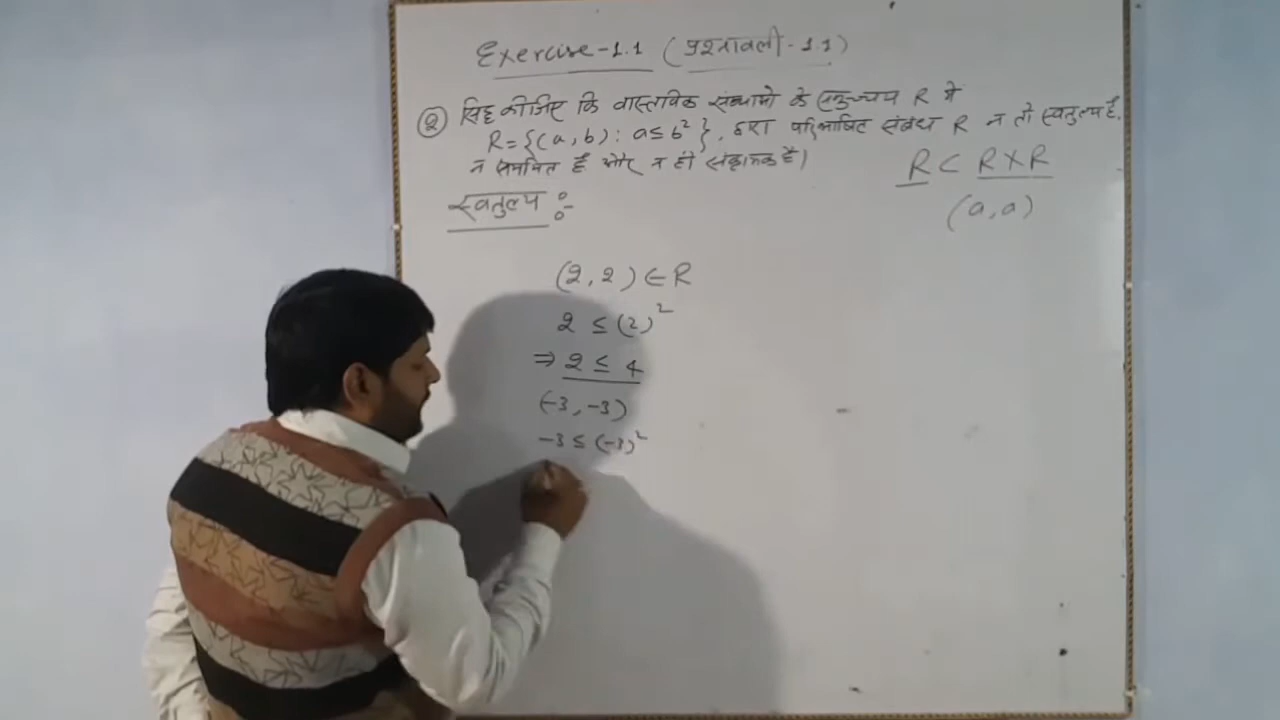 Exercise-1.1 (प्रश्नावली-1.1)
② सिद्ध कीजिए कि वास्तविक संख्याओं के समुच्चय R में
R = {(a, b) : a ≤ b²}, द्वारा परिभाषित संबंध R न तो स्वतुल्य है,
न सममित है और न ही संक्रामक है।
R ⊂ R × R
(a, a)
स्वतुल्य :-
(2, 2) ∈ R
2 ≤ (2)²
⇒ 2 ≤ 4
(-3, -3)
-3 ≤ (-3)²